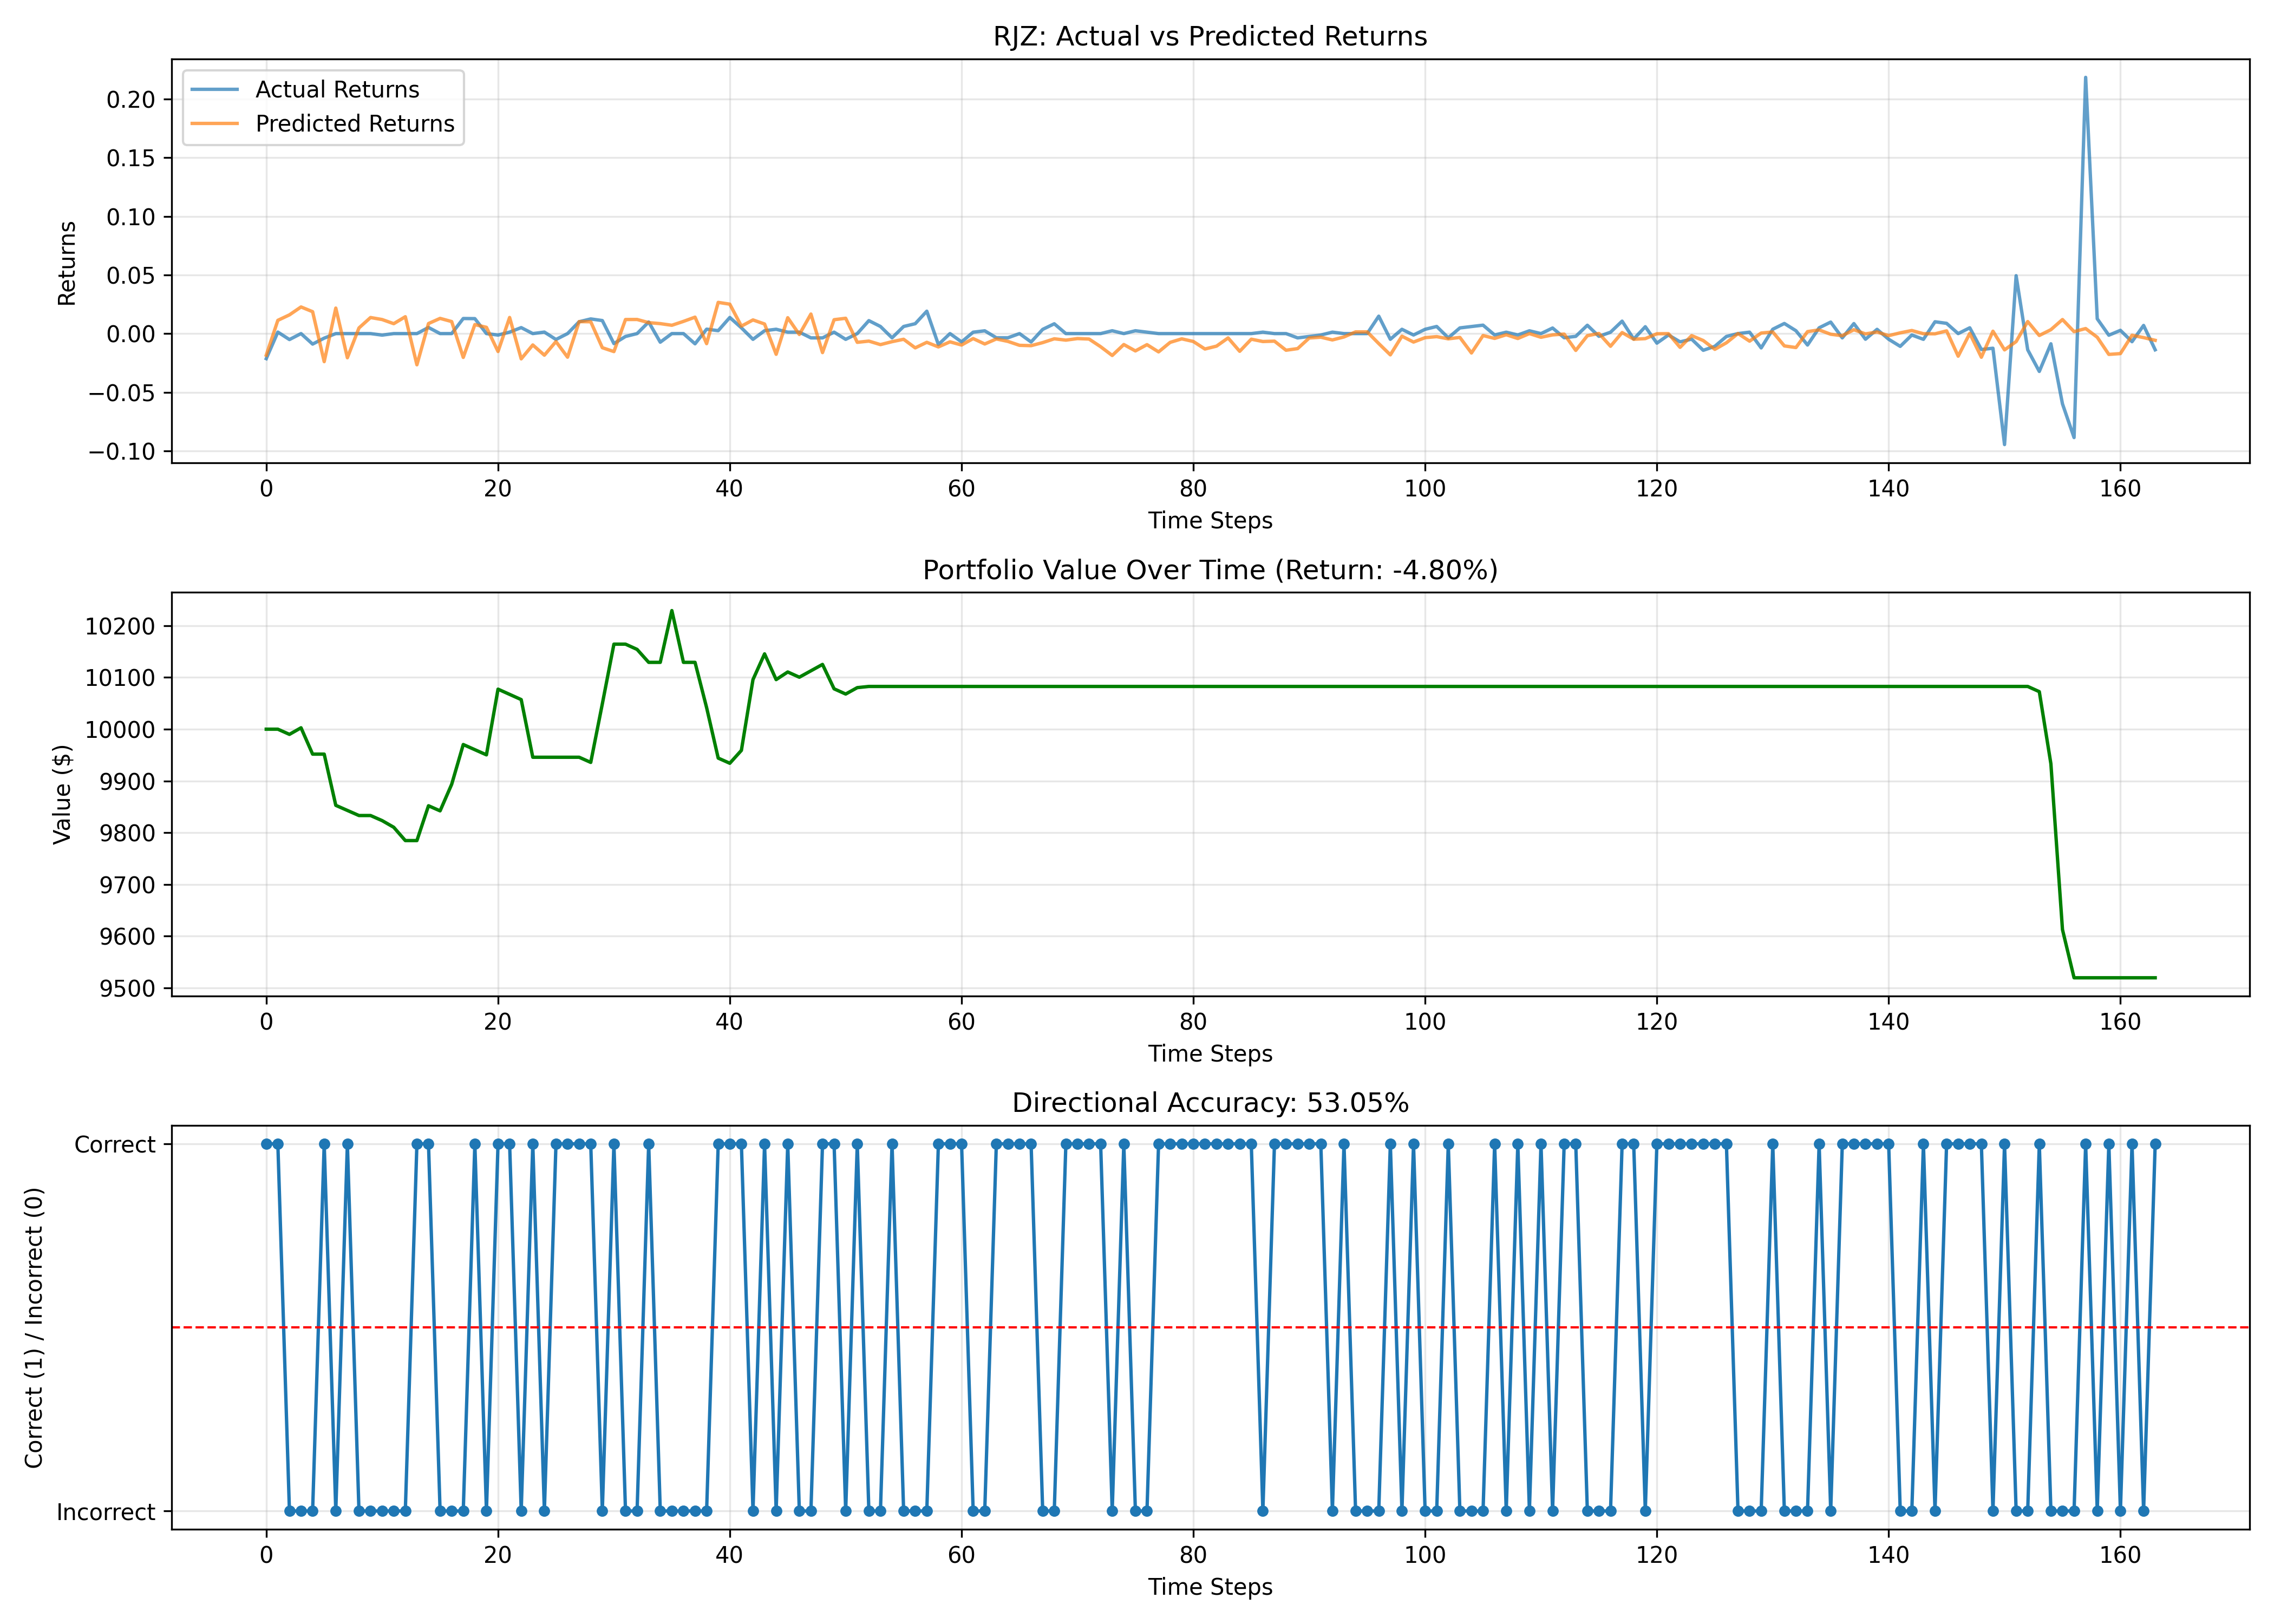 RJZ: Actual vs Predicted Returns
Actual Returns
Predicted Returns
Returns
0.20
0.15
0.10
0.05
0.00
−0.05
−0.10
0 20 40 60 80 100 120 140 160
Time Steps
Portfolio Value Over Time (Return: -4.80%)
Value ($)
10200
10100
10000
9900
9800
9700
9600
9500
0 20 40 60 80 100 120 140 160
Time Steps
Directional Accuracy: 53.05%
Correct (1) / Incorrect (0)
Correct
Incorrect
0 20 40 60 80 100 120 140 160
Time Steps